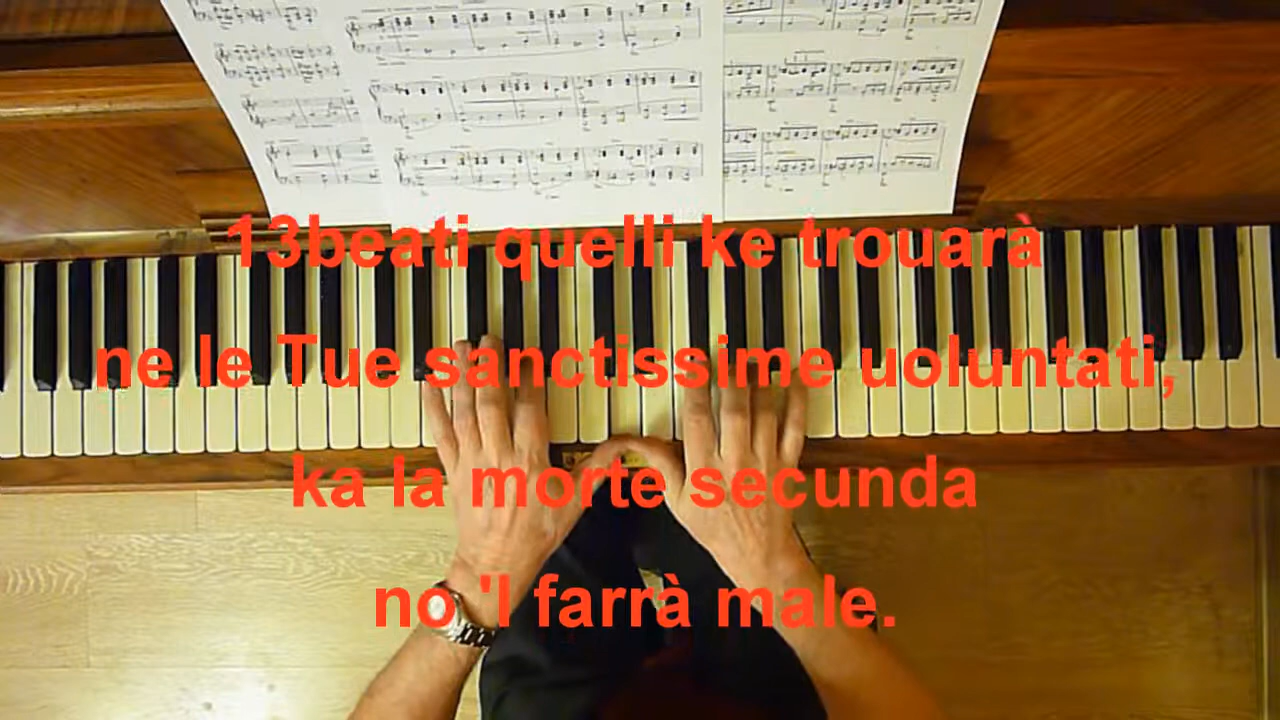 13beati quelli ke trouarà
ne le Tue sanctissime uoluntati,
ka la morte secunda
no 'l farrà male.